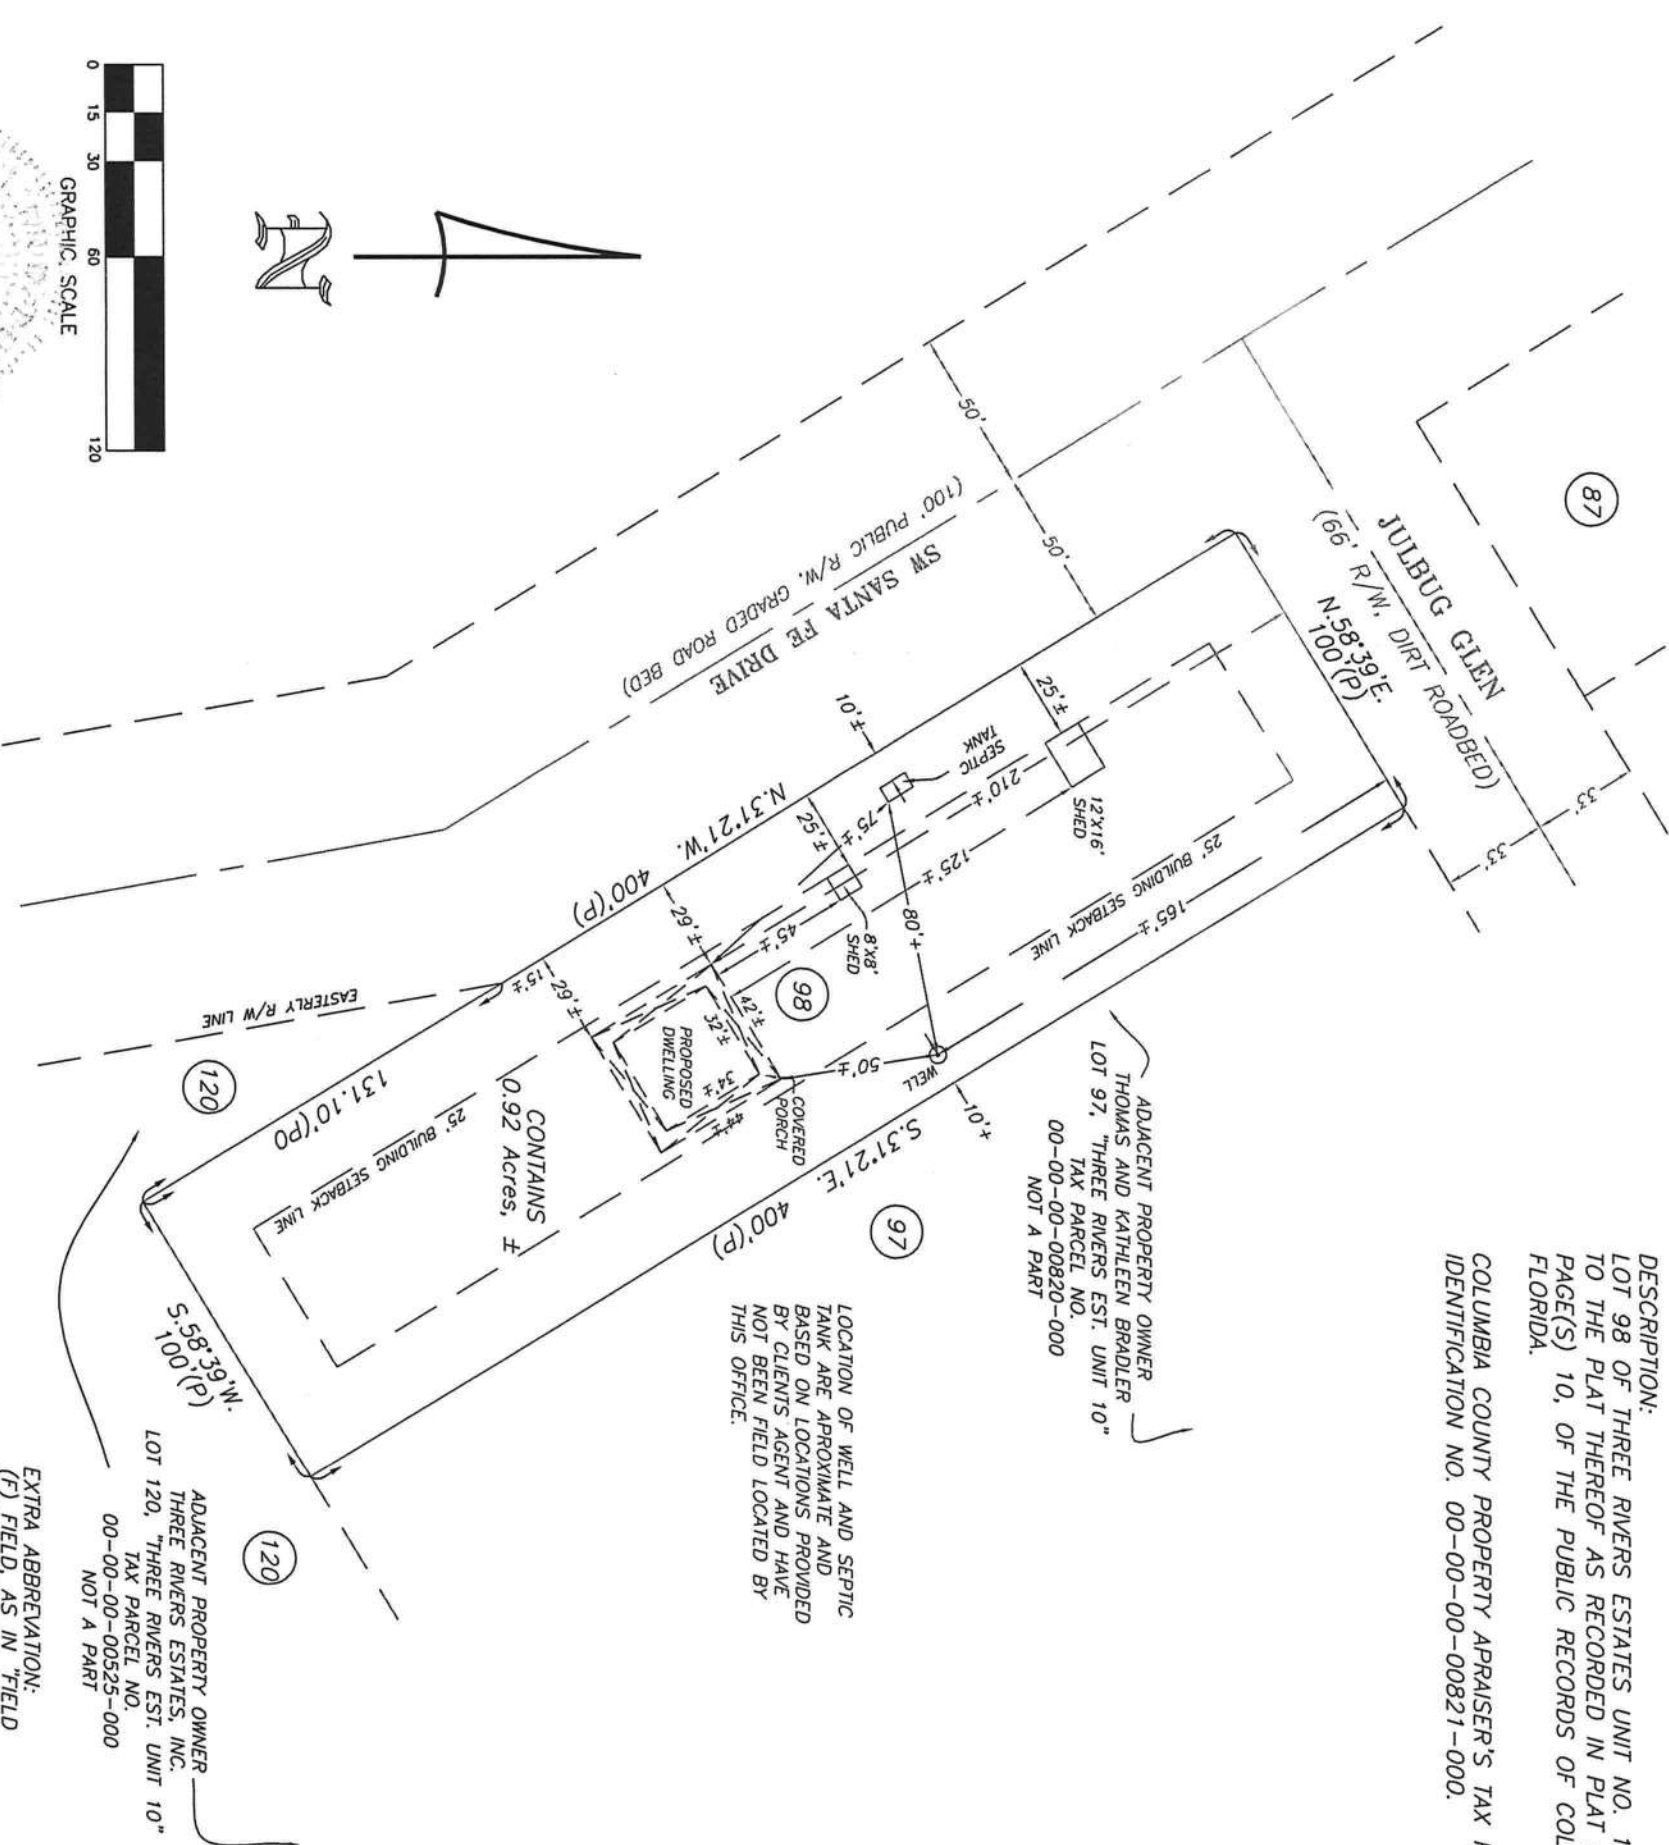 DESCRIPTION:
LOT 98 OF THREE RIVERS ESTATES UNIT NO.
TO THE PLAT THEREOF AS RECORDED IN PLAT
PAGE(S) 10, OF THE PUBLIC RECORDS OF COL
FLORIDA.
COLUMBIA COUNTY PROPERTY APRAISER'S TAX
IDENTIFICATION NO. 00-00-00-00821-000.
87
JULBUG GLEN
(66' R/W, DIRT ROADBED)
N.58°39'E.
100'(P)
33'
33'
50'
50'
SW SANTA FE DRIVE
(100' PUBLIC R/W, GRADED ROAD BED)
25'±
12'X16'
SHED
10'±
SEPTIC
TANK
210'±
75'±
125'±
25' BUILDING SETBACK LINE
165'±
N.31°21'W.
400'(P)
25'±
8'X8'
SHED
80'+
45'±
29'±
98
42'±
32'±
PROPOSED
DWELLING
34'±
44'±
COVERED
PORCH
50'±
WELL
10'+
S.31°21'E.
400'(P)
97
29'±
15'±
EASTERLY R/W LINE
120
131.10'(PO
25' BUILDING SETBACK LINE
CONTAINS
0.92 Acres, ±
S.58°39'W.
100'(P)
120
ADJACENT PROPERTY OWNER
THOMAS AND KATHLEEN BRADLER
LOT 97, "THREE RIVERS EST. UNIT 10"
TAX PARCEL NO.
00-00-00-00820-000
NOT A PART
LOCATION OF WELL AND SEPTIC
TANK ARE APROXIMATE AND
BASED ON LOCATIONS PROVIDED
BY CLIENTS AGENT AND HAVE
NOT BEEN FIELD LOCATED BY
THIS OFFICE.
ADJACENT PROPERTY OWNER
THREE RIVERS ESTATES, INC.
LOT 120, "THREE RIVERS EST. UNIT 10"
TAX PARCEL NO.
00-00-00-00525-000
NOT A PART
EXTRA ABBREVATION:
(F) FIELD, AS IN "FIELD
N
0 15 30 60 120
GRAPHIC SCALE